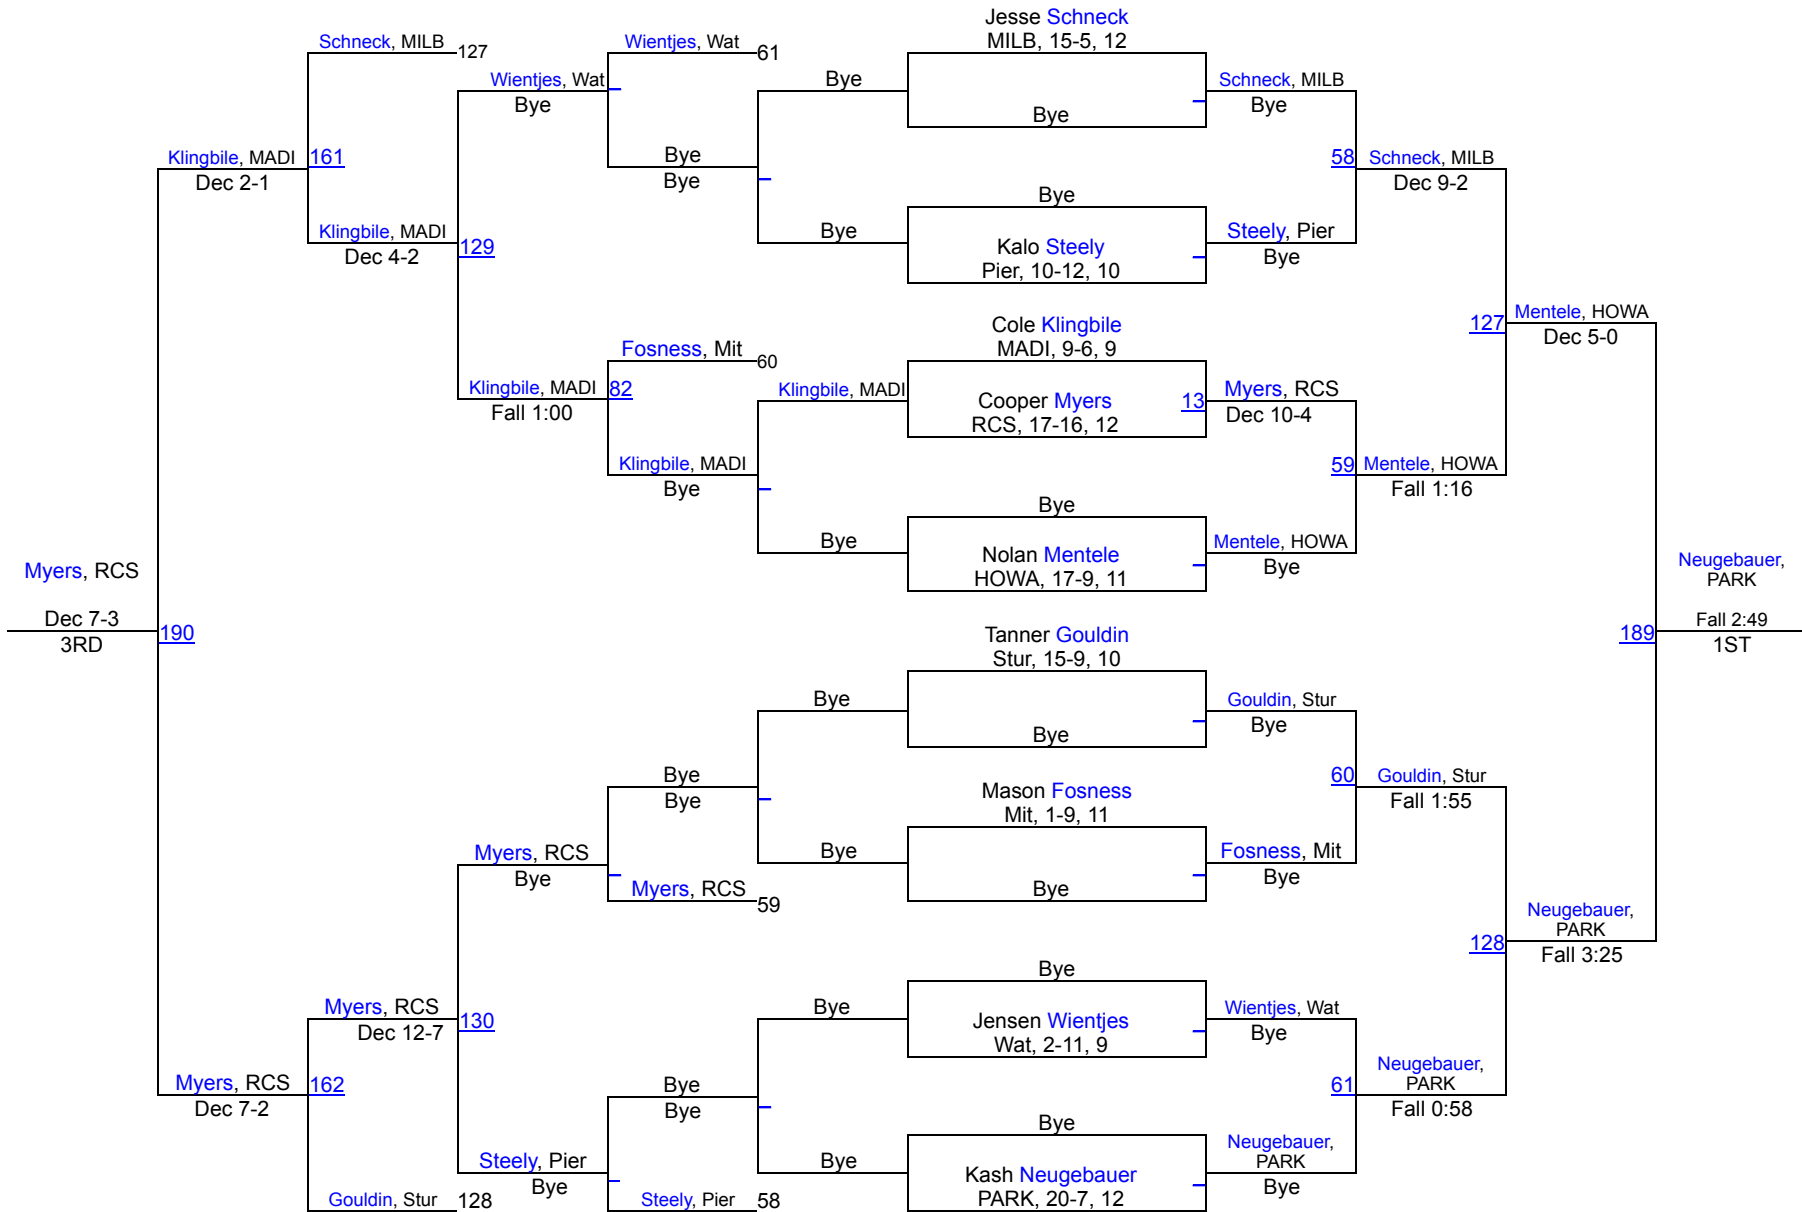 Jesse Schneck
MILB, 15-5, 12
Schneck, MILB
127
Wientjes, Wat
61
Wientjes, Wat
Bye
Bye
Bye
Schneck, MILB
Bye
Klingbile, MADI
161
Dec 2-1
Bye
Bye
58
Schneck, MILB
Dec 9-2
Bye
Klingbile, MADI
Dec 4-2
129
Bye
Kalo Steely
Pier, 10-12, 10
Steely, Pier
Bye
127
Mentele, HOWA
Dec 5-0
Cole Klingbile
MADI, 9-6, 9
Fosness, Mit
60
Klingbile, MADI
82
Fall 1:00
Klingbile, MADI
Cooper Myers
RCS, 17-16, 12
13
Myers, RCS
Dec 10-4
Klingbile, MADI
Bye
59
Mentele, HOWA
Fall 1:16
Bye
Bye
Nolan Mentele
HOWA, 17-9, 11
Mentele, HOWA
Bye
Myers, RCS
Dec 7-3
3RD
190
Neugebauer,
PARK
189
Fall 2:49
1ST
Tanner Gouldin
Stur, 15-9, 10
Bye
Bye
Gouldin, Stur
Bye
Bye
Bye
Mason Fosness
Mit, 1-9, 11
60
Gouldin, Stur
Fall 1:55
Myers, RCS
Bye
Bye
Bye
Fosness, Mit
Bye
Myers, RCS
59
Neugebauer,
PARK
128
Fall 3:25
Bye
Myers, RCS
Dec 12-7
130
Bye
Jensen Wientjes
Wat, 2-11, 9
Wientjes, Wat
Bye
Myers, RCS
162
Dec 7-2
Bye
Bye
61
Neugebauer,
PARK
Fall 0:58
Bye
Steely, Pier
Bye
Bye
Kash Neugebauer
PARK, 20-7, 12
Neugebauer,
PARK
Bye
Gouldin, Stur
128
Steely, Pier
58